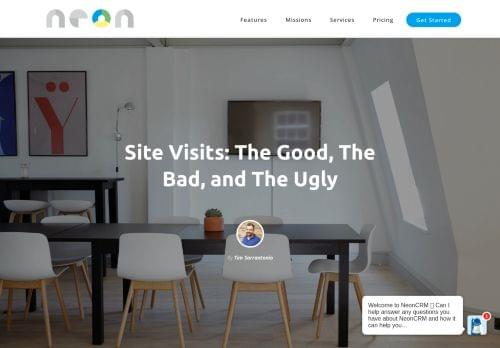 neon
Features
Missions
Services
Pricing
Get Started
Ÿ
Site Visits: The Good, The
Bad, and The Ugly
By Tim Sarrantonio
Welcome to NeonCRM ▯ Can I
help answer any questions you
have about NeonCRM and how it
can help you...
1